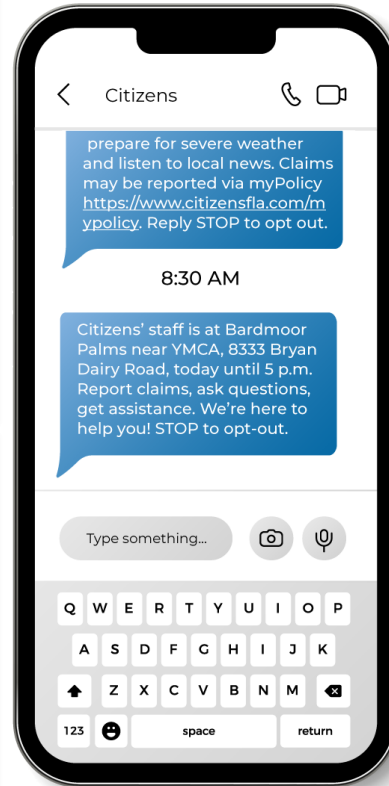 Citizens
prepare for severe weather
and listen to local news. Claims
may be reported via myPolicy
https://www.citizensfla.com/m
ypolicy. Reply STOP to opt out.
8:30 AM
Citizens’ staff is at Bardmoor
Palms near YMCA, 8333 Bryan
Dairy Road, today until 5 p.m.
Report claims, ask questions,
get assistance. We’re here to
help you! STOP to opt-out.
Type something...
Q W E R T Y U I O P
A S D F G H I J K
Z X C V B N M
123 space return